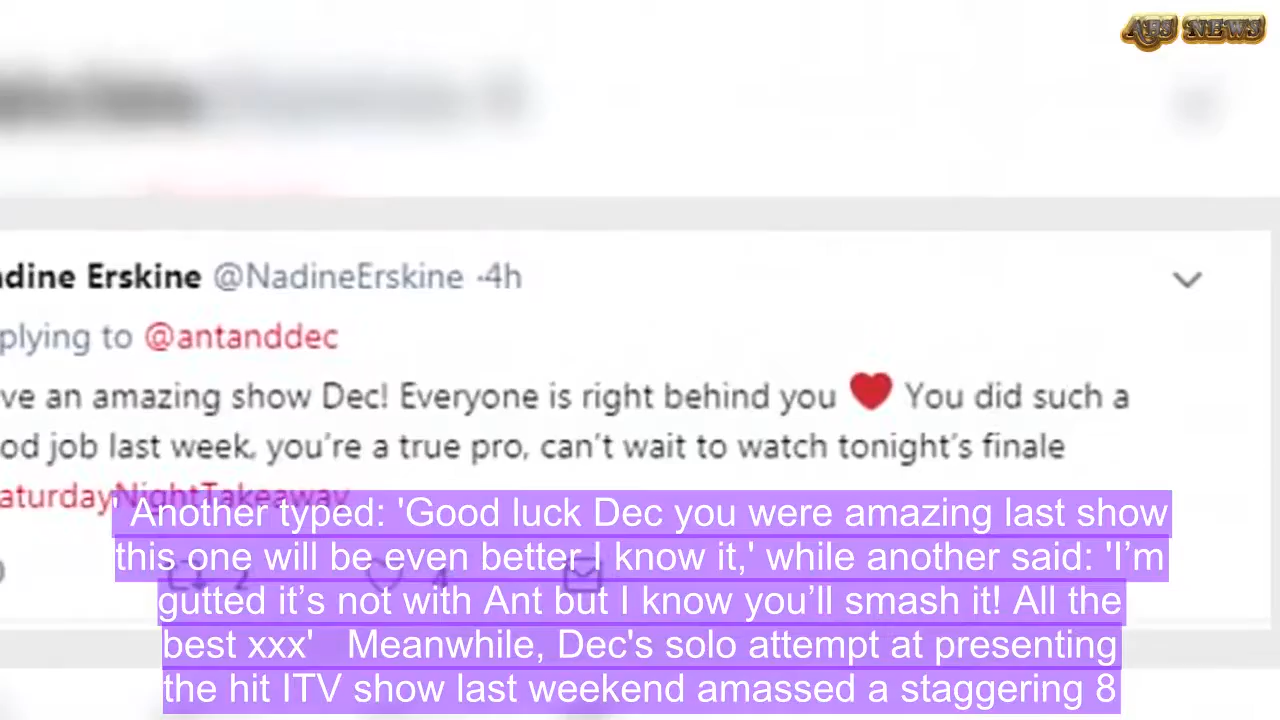 ABS NEWS
adine Erskine @NadineErskine · 4h
plying to @antanddec
ve an amazing show Dec! Everyone is right behind you ❤ You did such a
od job last week, you're a true pro, can't wait to watch tonight's finale
aturdayNightTakeaway
' Another typed: 'Good luck Dec you were amazing last show
this one will be even better I know it,' while another said: 'I'm
gutted it's not with Ant but I know you'll smash it! All the
best xxx'   Meanwhile, Dec's solo attempt at presenting
the hit ITV show last weekend amassed a staggering 8
2 4